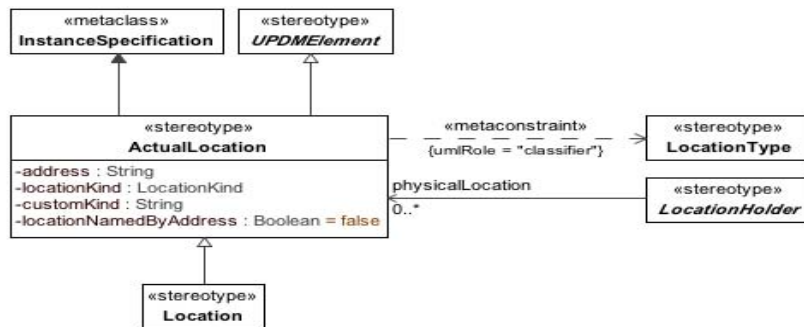 «metaclass»
InstanceSpecification
«stereotype»
UPDMElement
«stereotype»
ActualLocation
-address : String
-locationKind : LocationKind
-customKind : String
-locationNamedByAddress : Boolean = false
«metaconstraint»
{umlRole = "classifier"}
«stereotype»
LocationType
physicalLocation
0..*
«stereotype»
LocationHolder
«stereotype»
Location